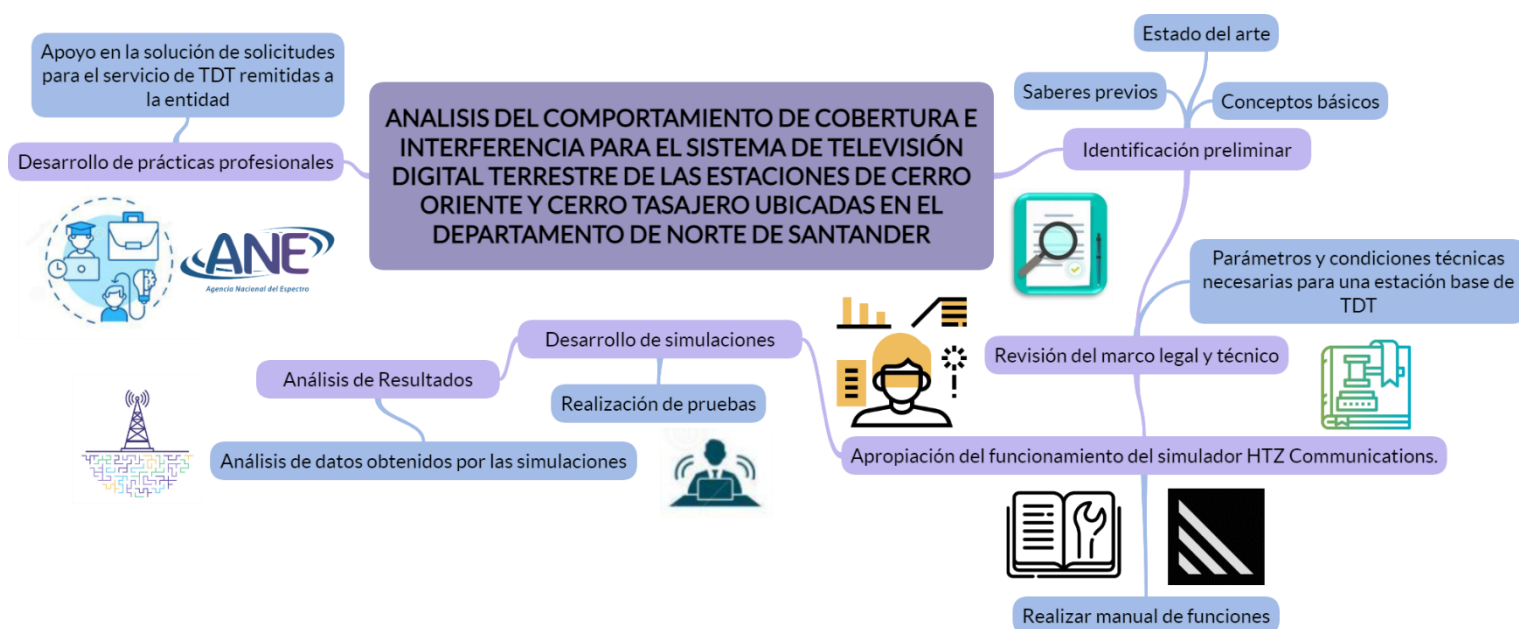 ANALISIS DEL COMPORTAMIENTO DE COBERTURA E
INTERFERENCIA PARA EL SISTEMA DE TELEVISIÓN
DIGITAL TERRESTRE DE LAS ESTACIONES DE CERRO
ORIENTE Y CERRO TASAJERO UBICADAS EN EL
DEPARTAMENTO DE NORTE DE SANTANDER
Apoyo en la solución de solicitudes
para el servicio de TDT remitidas a
la entidad
Desarrollo de prácticas profesionales
ANE
Agencia Nacional del Espectro
Estado del arte
Saberes previos
Conceptos básicos
Identificación preliminar
Parámetros y condiciones técnicas
necesarias para una estación base de
TDT
Revisión del marco legal y técnico
Apropiación del funcionamiento del simulador HTZ Communications.
Realizar manual de funciones
Desarrollo de simulaciones
Realización de pruebas
Análisis de Resultados
Análisis de datos obtenidos por las simulaciones